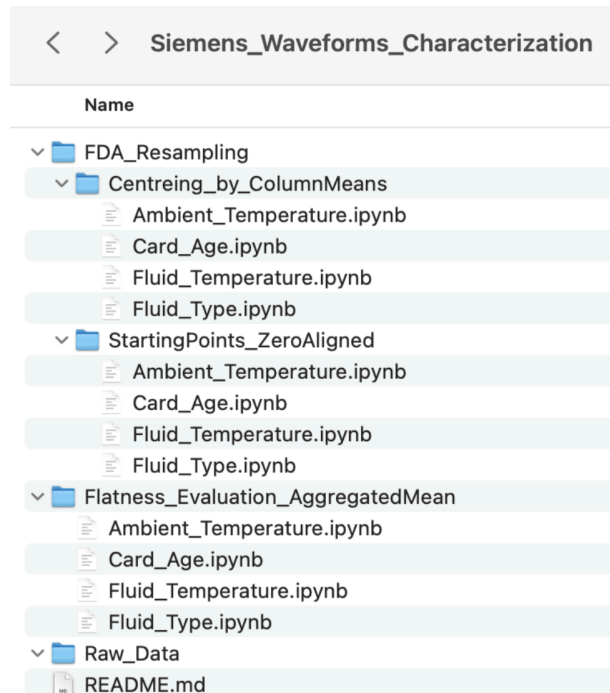 Siemens_Waveforms_Characterization
Name
FDA_Resampling
Centreing_by_ColumnMeans
Ambient_Temperature.ipynb
Card_Age.ipynb
Fluid_Temperature.ipynb
Fluid_Type.ipynb
StartingPoints_ZeroAligned
Ambient_Temperature.ipynb
Card_Age.ipynb
Fluid_Temperature.ipynb
Fluid_Type.ipynb
Flatness_Evaluation_AggregatedMean
Ambient_Temperature.ipynb
Card_Age.ipynb
Fluid_Temperature.ipynb
Fluid_Type.ipynb
Raw_Data
README.md